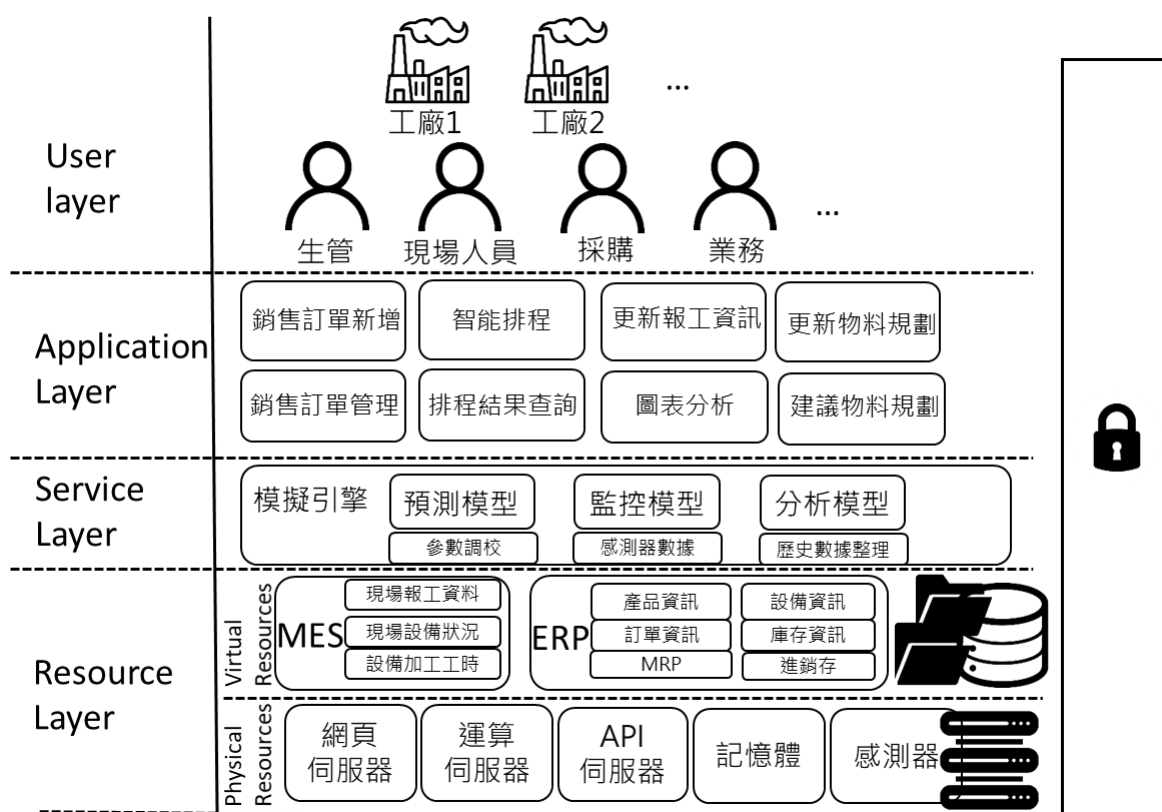 工廠1
工廠2
...
User
layer
生管
現場人員
採購
業務
...
Application
Layer
銷售訂單新增
智能排程
更新報工資訊
更新物料規劃
銷售訂單管理
排程結果查詢
圖表分析
建議物料規劃
Service
Layer
模擬引擎
預測模型
監控模型
分析模型
參數調校
感測器數據
歷史數據整理
Resource
Layer
Virtual
Resources
MES
現場報工資料
現場設備狀況
設備加工工時
ERP
產品資訊
設備資訊
訂單資訊
庫存資訊
MRP
進銷存
Physical
Resources
網頁
伺服器
運算
伺服器
API
伺服器
記憶體
感測器